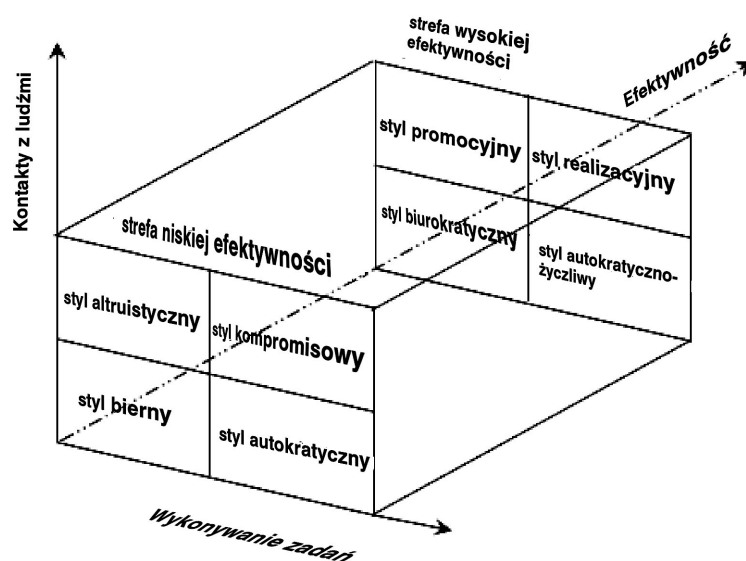 strefa wysokiej
efektywności
Efektywność
Kontakty z ludźmi
styl promocyjny
styl realizacyjny
styl biurokratyczny
styl autokratyczno-
życzliwy
strefa niskiej efektywności
styl altruistyczny
styl kompromisowy
styl bierny
styl autokratyczny
Wykonywanie zadań